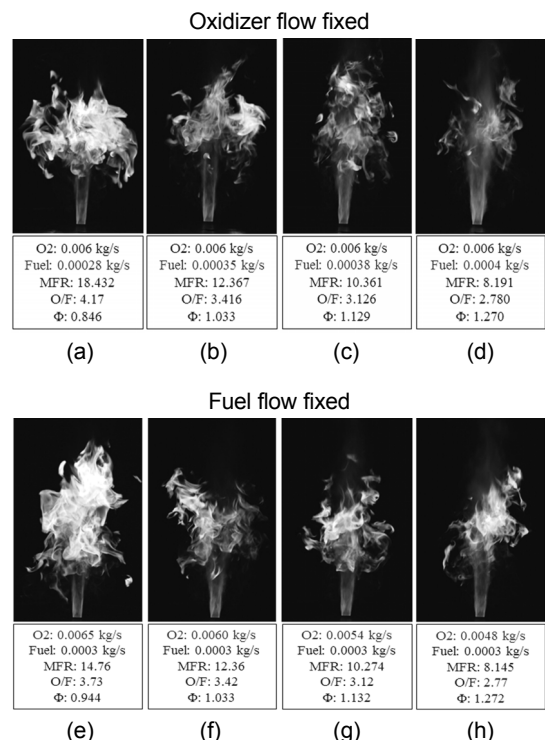 Oxidizer flow fixed
O2: 0.006 kg/s
Fuel: 0.00028 kg/s
MFR: 18.432
O/F: 4.17
Φ: 0.846
(a)
O2: 0.006 kg/s
Fuel: 0.00035 kg/s
MFR: 12.367
O/F: 3.416
Φ: 1.033
(b)
O2: 0.006 kg/s
Fuel: 0.00038 kg/s
MFR: 10.361
O/F: 3.126
Φ: 1.129
(c)
O2: 0.006 kg/s
Fuel: 0.0004 kg/s
MFR: 8.191
O/F: 2.780
Φ: 1.270
(d)
Fuel flow fixed
O2: 0.0065 kg/s
Fuel: 0.0003 kg/s
MFR: 14.76
O/F: 3.73
Φ: 0.944
(e)
O2: 0.0060 kg/s
Fuel: 0.0003 kg/s
MFR: 12.36
O/F: 3.42
Φ: 1.033
(f)
O2: 0.0054 kg/s
Fuel: 0.0003 kg/s
MFR: 10.274
O/F: 3.12
Φ: 1.132
(g)
O2: 0.0048 kg/s
Fuel: 0.0003 kg/s
MFR: 8.145
O/F: 2.77
Φ: 1.272
(h)